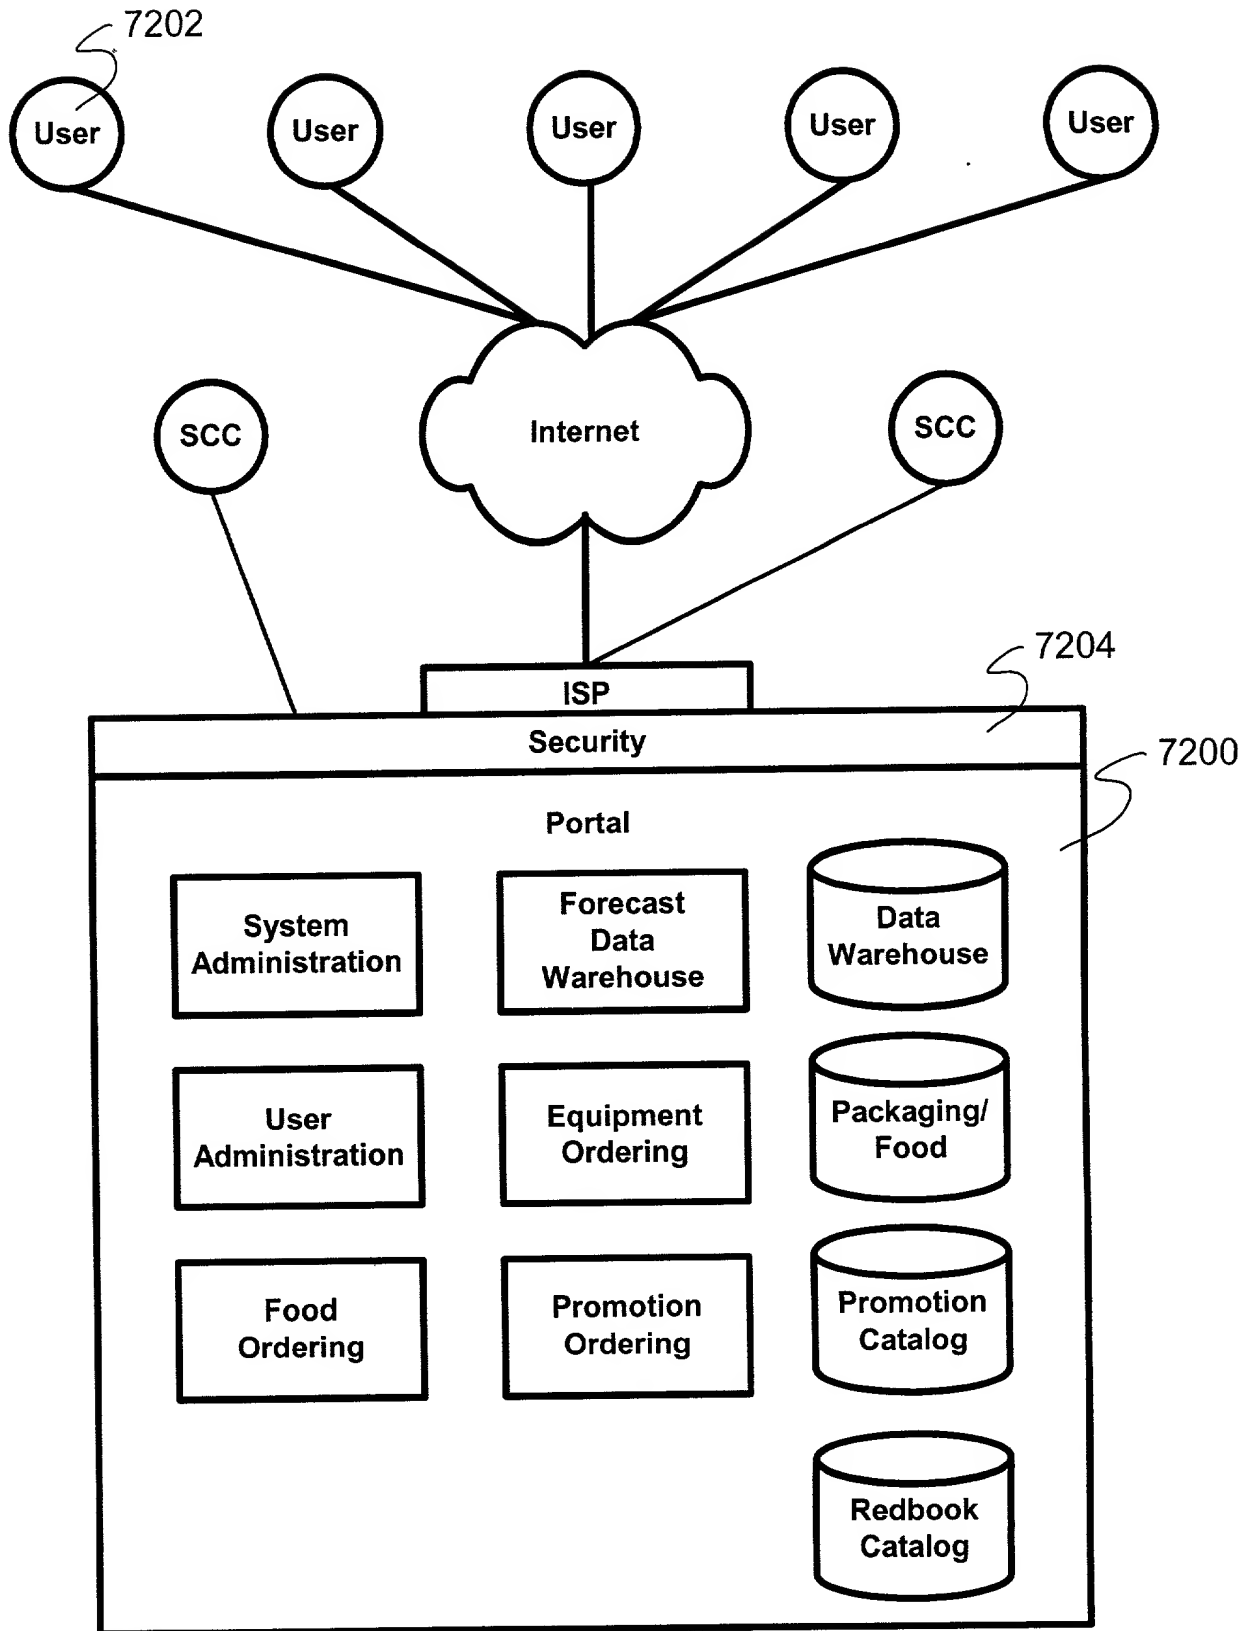 7202
User
User
User
User
User
Internet
SCC
SCC
7204
ISP
Security
7200
Portal
System
Administration
Forecast
Data
Warehouse
Data
Warehouse
User
Administration
Equipment
Ordering
Packaging/
Food
Food
Ordering
Promotion
Ordering
Promotion
Catalog
Redbook
Catalog